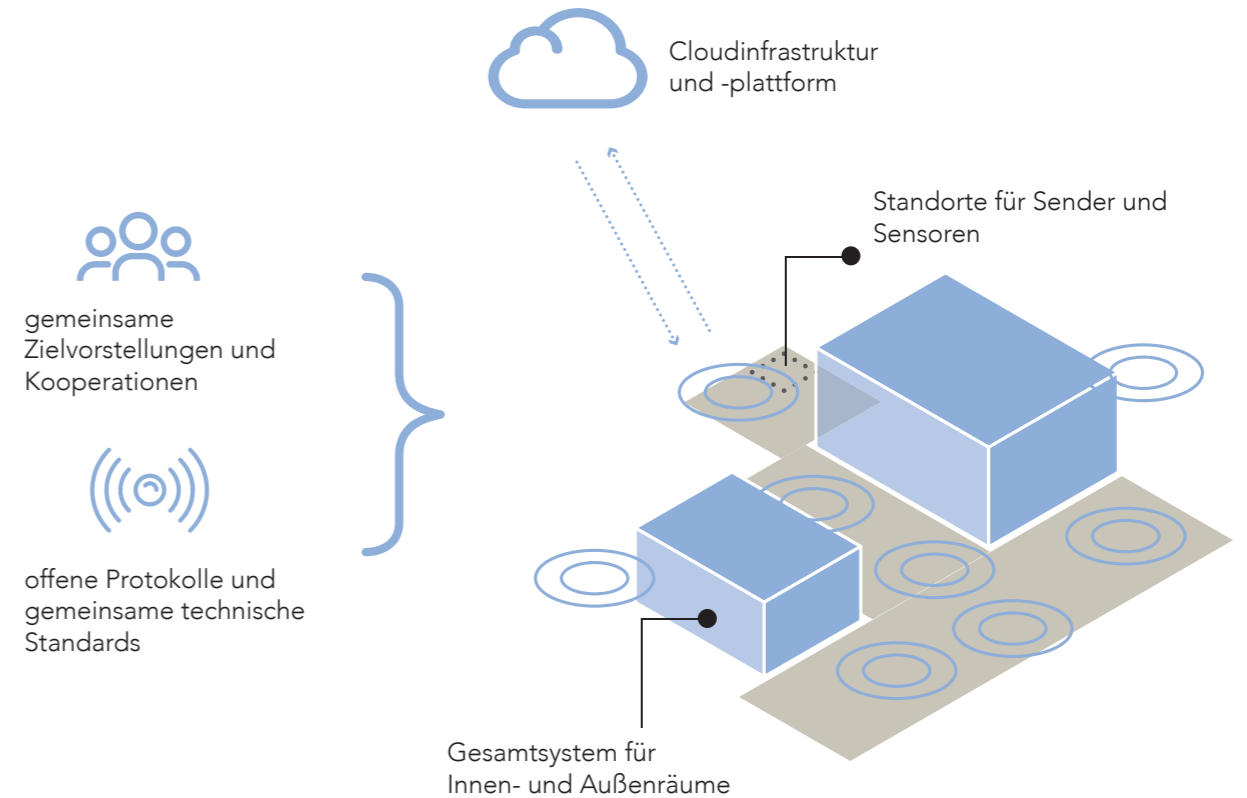 Cloudinfrastruktur
und -plattform
Standorte für Sender und
Sensoren
gemeinsame
Zielvorstellungen und
Kooperationen
offene Protokolle und
gemeinsame technische
Standards
Gesamtsystem für
Innen- und Außenräume